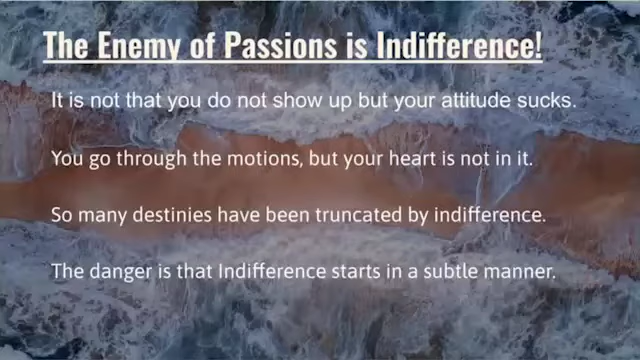 The Enemy of Passions is Indifference!
It is not that you do not show up but your attitude sucks.
You go through the motions, but your heart is not in it.
So many destinies have been truncated by indifference.
The danger is that Indifference starts in a subtle manner.